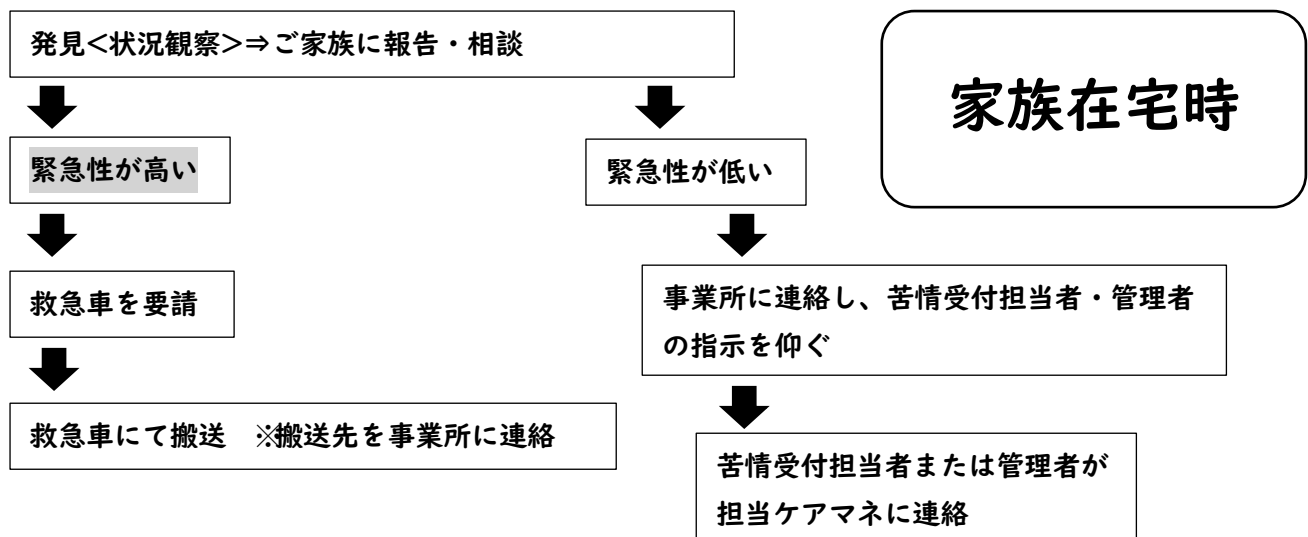 発見<状況観察>⇒ご家族に報告・相談
家族在宅時
緊急性が高い
緊急性が低い
救急車を要請
事業所に連絡し、苦情受付担当者・管理者
の指示を仰ぐ
救急車にて搬送　※搬送先を事業所に連絡
苦情受付担当者または管理者が
担当ケアマネに連絡